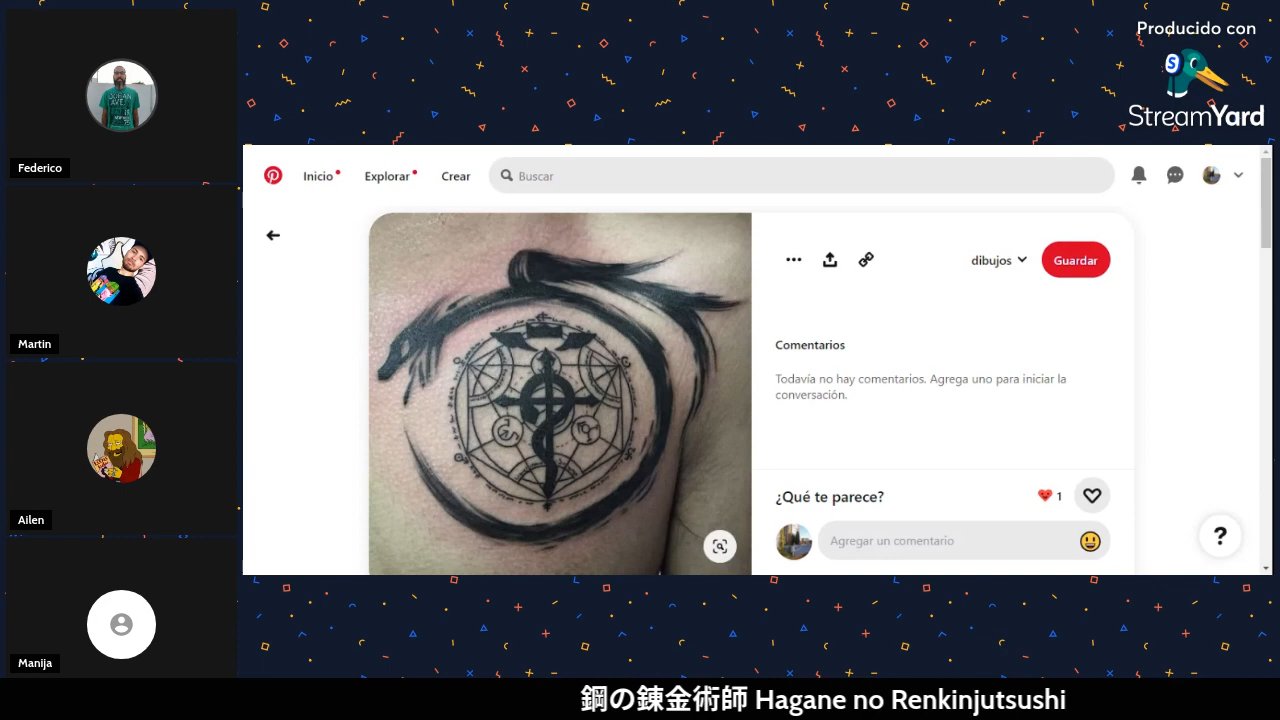 Producido con
StreamYard
Federico
Martin
Ailen
Manija
Inicio
Explorar
Crear
Buscar
dibujos
Guardar
Comentarios
Todavía no hay comentarios. Agrega uno para iniciar la
conversación.
¿Qué te parece?
1
Agregar un comentario
?
鋼の錬金術師 Hagane no Renkinjutsushi